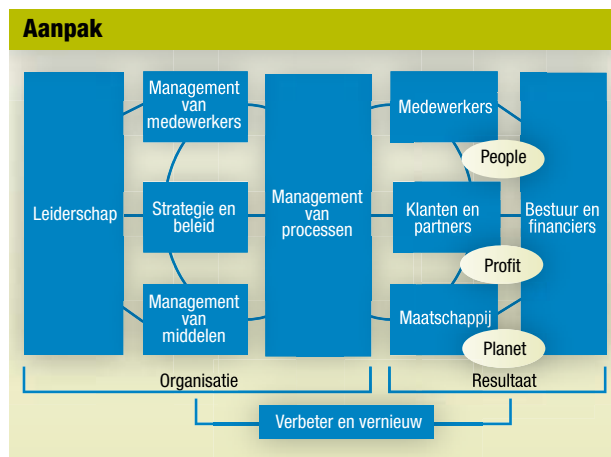 Aanpak
Leiderschap
Management
van
medewerkers
Strategie en
beleid
Management
van
middelen
Management
van
processen
Medewerkers
People
Klanten en
partners
Profit
Maatschappij
Planet
Bestuur en
financiers
Organisatie
Resultaat
Verbeter en vernieuw